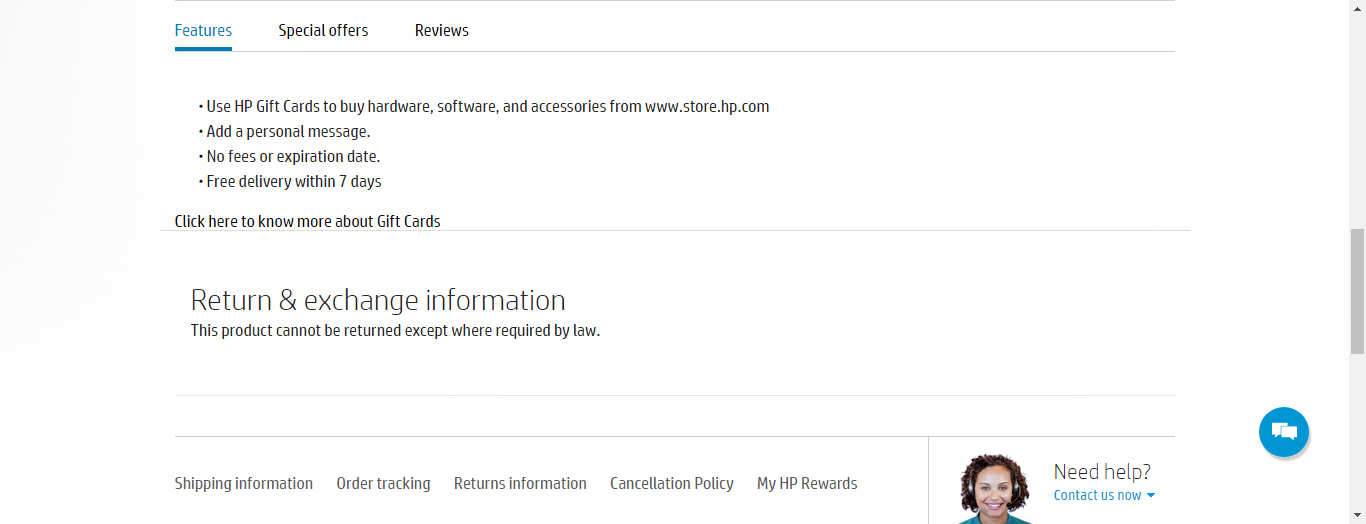 Features Special offers Reviews
• Use HP Gift Cards to buy hardware, software, and accessories from www.store.hp.com
• Add a personal message.
• No fees or expiration date.
• Free delivery within 7 days
Click here to know more about Gift Cards
Return & exchange information
This product cannot be returned except where required by law.
Shipping information Order tracking Returns information Cancellation Policy My HP Rewards
Need help?
Contact us now